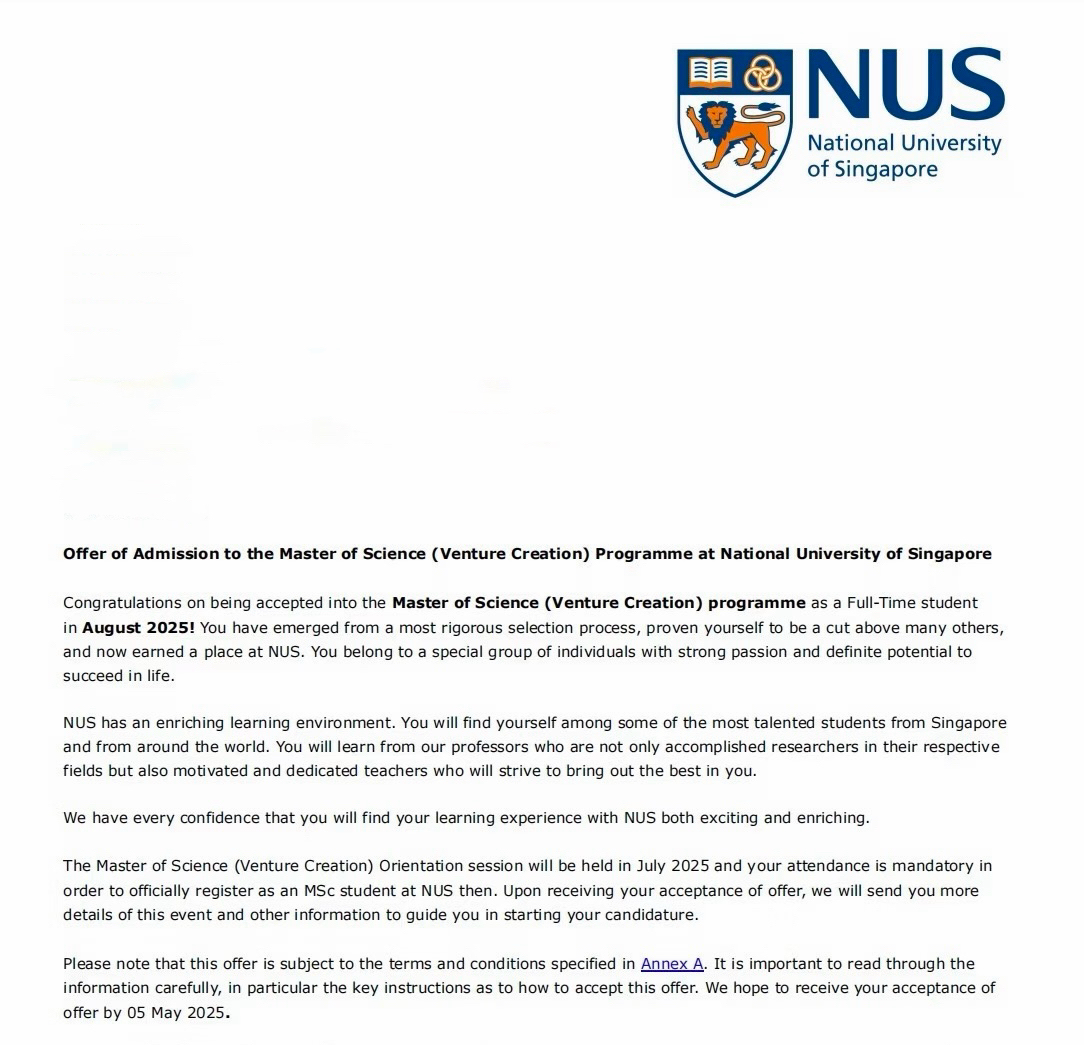 NUS
National University
of Singapore
Offer of Admission to the Master of Science (Venture Creation) Programme at National University of Singapore
Congratulations on being accepted into the Master of Science (Venture Creation) programme as a Full-Time student
in August 2025! You have emerged from a most rigorous selection process, proven yourself to be a cut above many others,
and now earned a place at NUS. You belong to a special group of individuals with strong passion and definite potential to
succeed in life.
NUS has an enriching learning environment. You will find yourself among some of the most talented students from Singapore
and from around the world. You will learn from our professors who are not only accomplished researchers in their respective
fields but also motivated and dedicated teachers who will strive to bring out the best in you.
We have every confidence that you will find your learning experience with NUS both exciting and enriching.
The Master of Science (Venture Creation) Orientation session will be held in July 2025 and your attendance is mandatory in
order to officially register as an MSc student at NUS then. Upon receiving your acceptance of offer, we will send you more
details of this event and other information to guide you in starting your candidature.
Please note that this offer is subject to the terms and conditions specified in Annex A. It is important to read through the
information carefully, in particular the key instructions as to how to accept this offer. We hope to receive your acceptance of
offer by 05 May 2025.